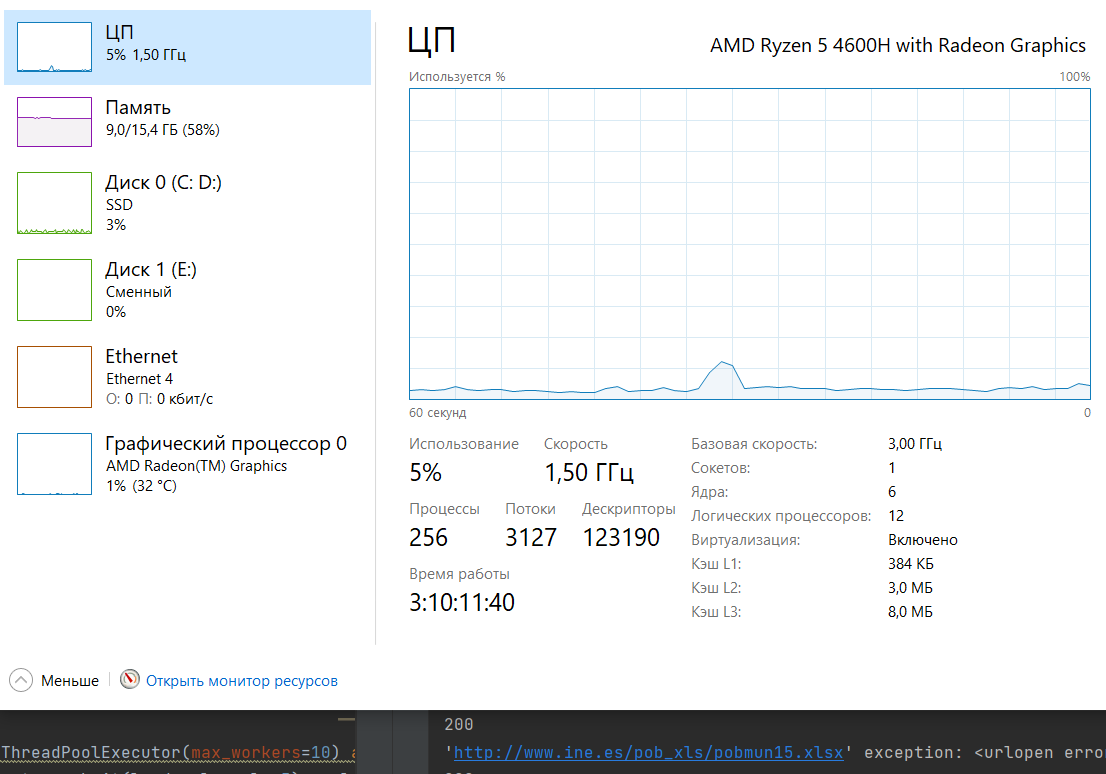 ЦП
5% 1,50 ГГц
Память
9,0/15,4 ГБ (58%)
Диск 0 (C: D:)
SSD
3%
Диск 1 (E:)
Сменный
0%
Ethernet
Ethernet 4
О: 0 П: 0 кбит/с
Графический процессор 0
AMD Radeon(TM) Graphics
1% (32 °C)
ЦП
AMD Ryzen 5 4600H with Radeon Graphics
Используется %
100%
60 секунд
0
Использование
Скорость
5%
1,50 ГГц
Процессы
Потоки
Дескрипторы
256
3127
123190
Время работы
3:10:11:40
Базовая скорость: 3,00 ГГц
Сокетов: 1
Ядра: 6
Логических процессоров: 12
Виртуализация: Включено
Кэш L1: 384 КБ
Кэш L2: 3,0 МБ
Кэш L3: 8,0 МБ
Меньше
Открыть монитор ресурсов
200
ThreadPoolExecutor(max_workers=10)
'http://www.ine.es/pob_xls/pobmun15.xlsx' exception: <urlopen erro